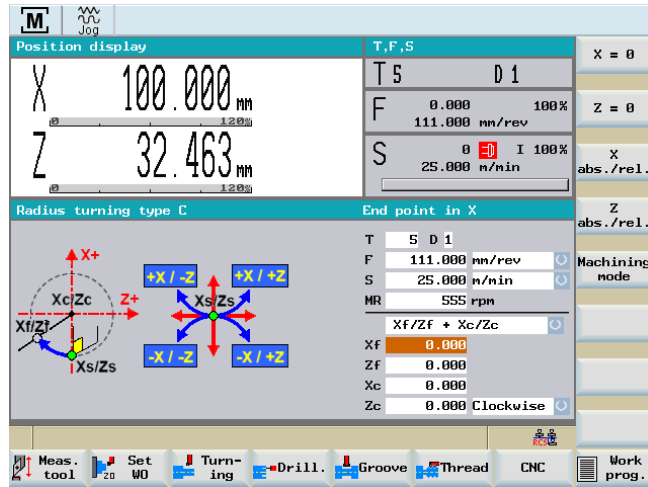 M
Jog
Position display
X 100.000 mm
0 120%
Z 32.463 mm
0 120%
T,F,S
T 5 D 1
F 0.000 100%
111.000 mm/rev
S 0 I 100%
25.000 m/min
X = 0
Z = 0
X
abs./rel.
Z
abs./rel.
Machining
mode
Radius turning type C
X+
Xc/Zc
Z+
Xf/Zf
Xs/Zs
+X / -Z
+X / +Z
Xs/Zs
-X / -Z
-X / +Z
End point in X
T 5 D 1
F 111.000 mm/rev
S 25.000 m/min
MR 555 rpm
Xf/Zf + Xc/Zc
Xf 0.000
Zf 0.000
Xc 0.000
Zc 0.000 Clockwise
RCS
Meas.
tool
20
Set
WO
Turn-
ing
Drill.
Groove
Thread
CNC
Work
prog.